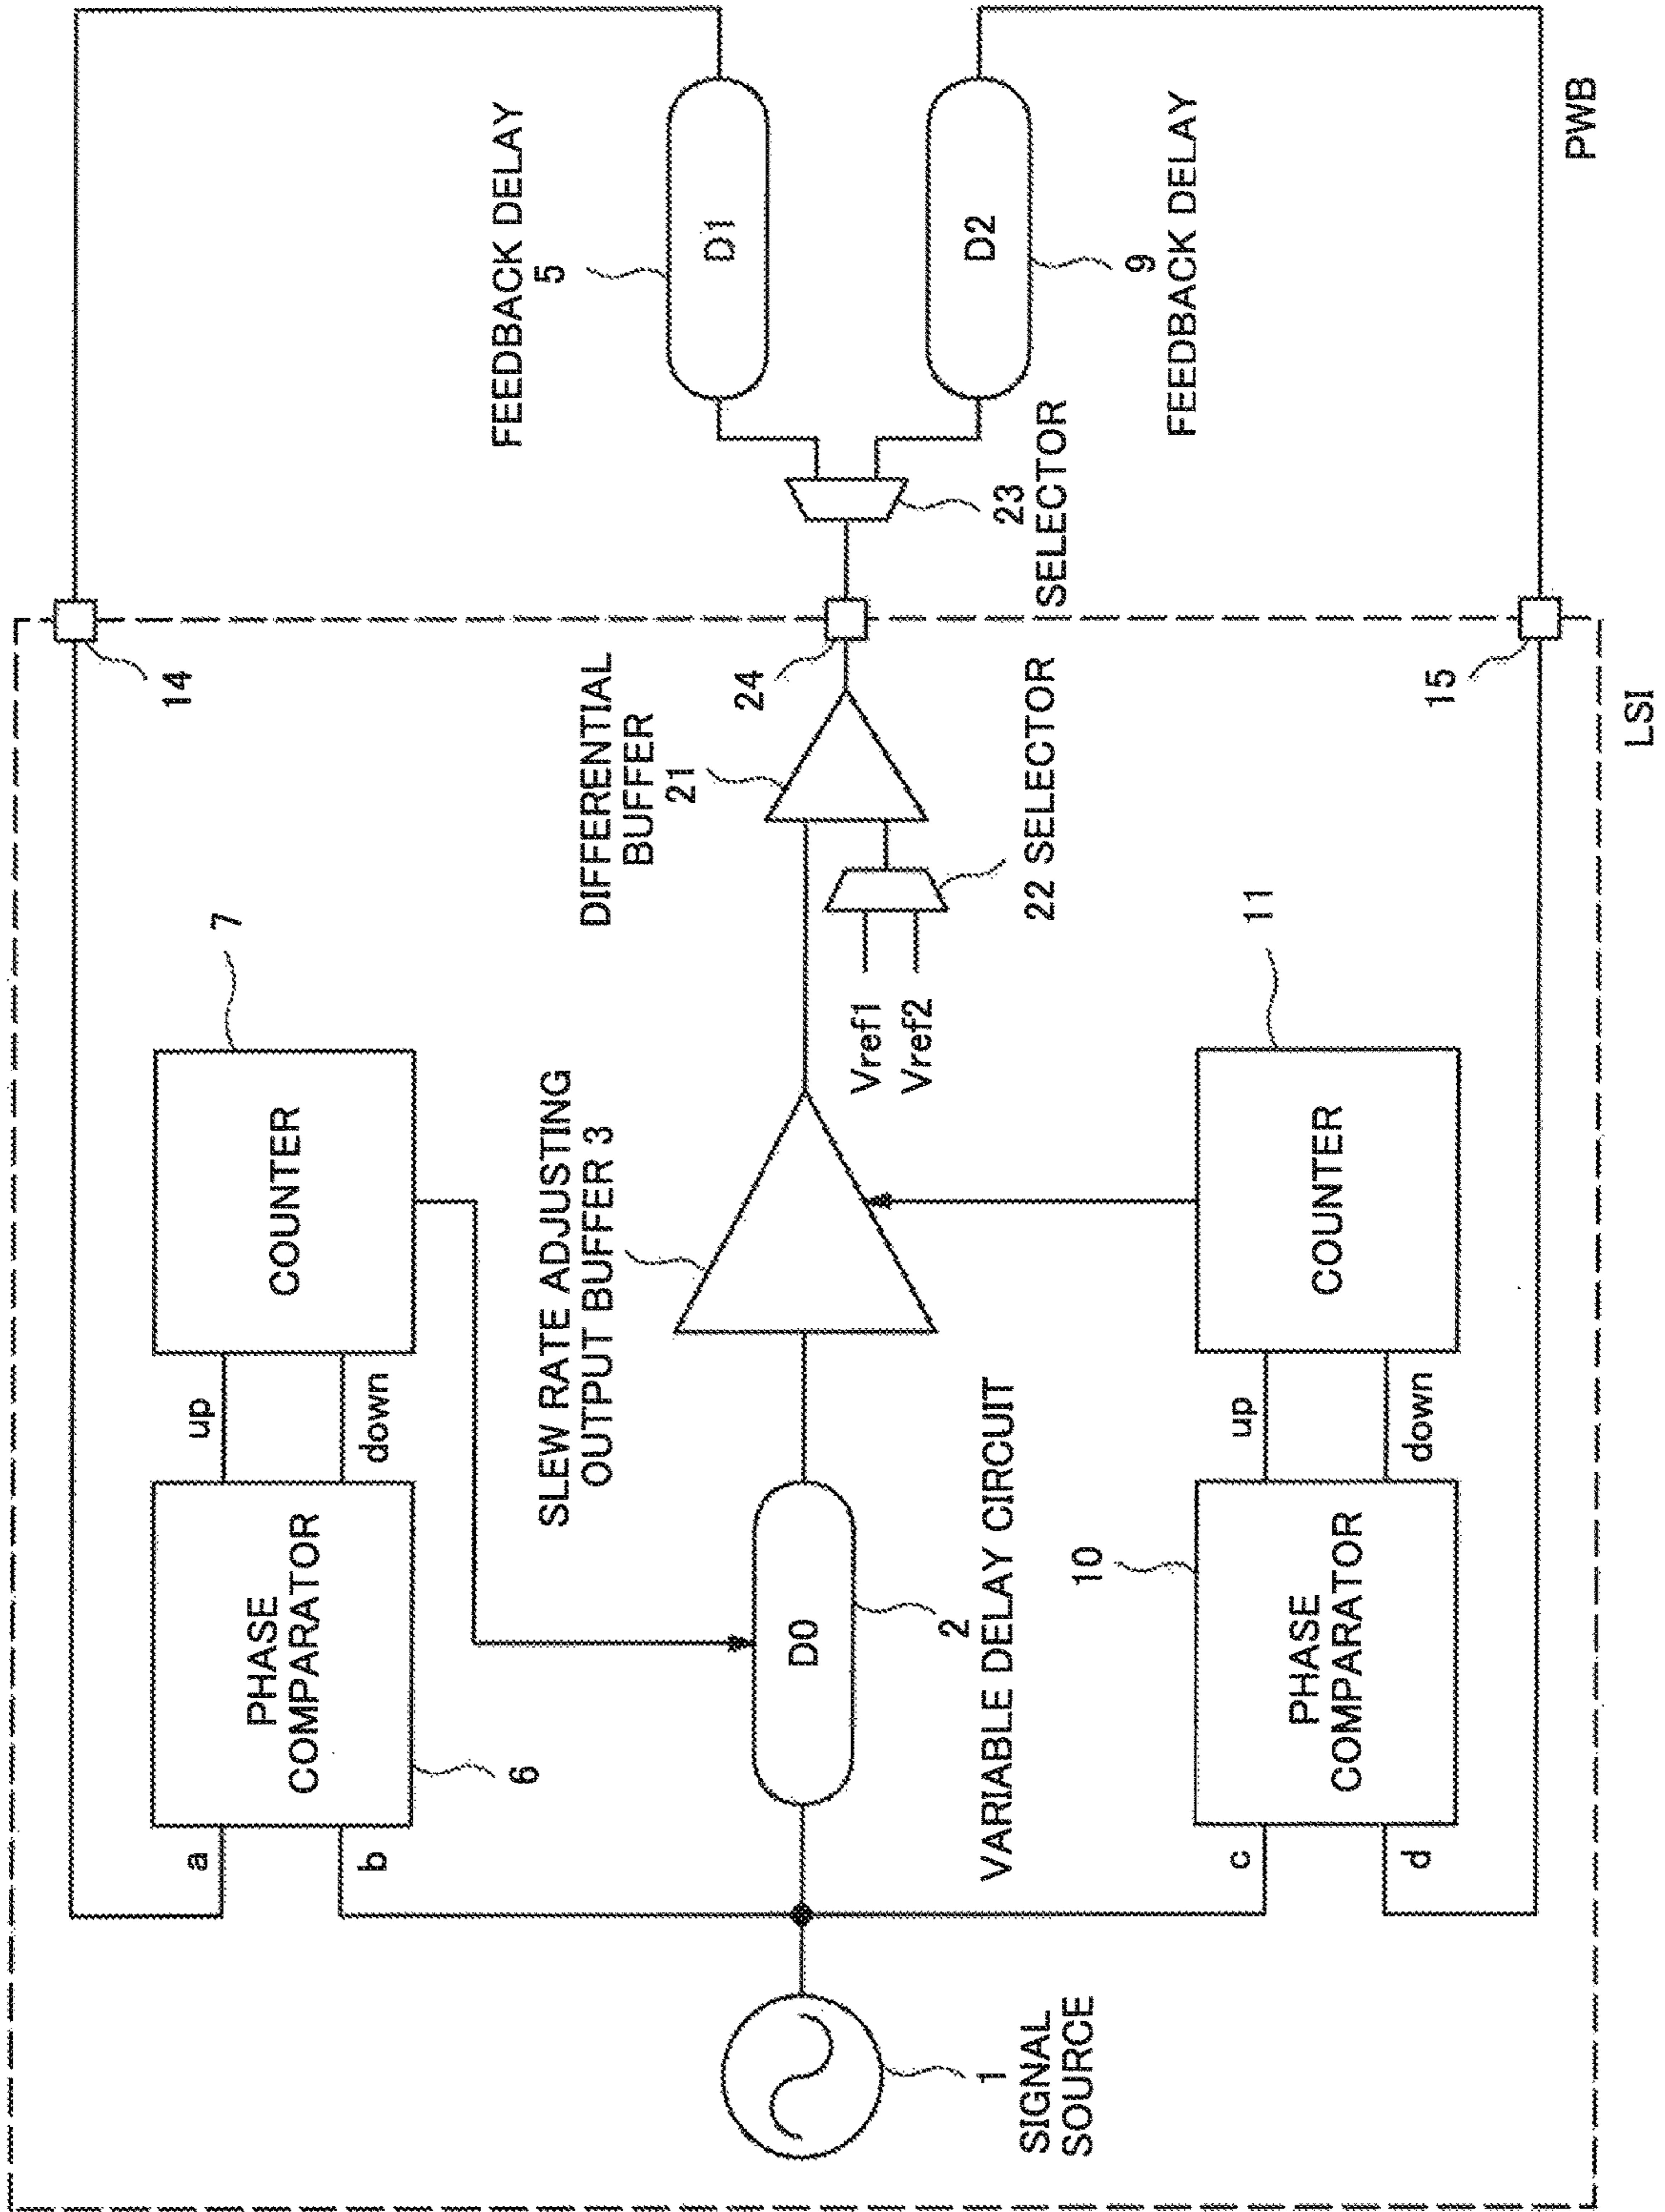 FEEDBACK DELAY
5
D1
D2
9
FEEDBACK DELAY
PWB
23
SELECTOR
14
24
15
LSI
DIFFERENTIAL
BUFFER
21
22 SELECTOR
Vref1
Vref2
7
COUNTER
11
COUNTER
SLEW RATE ADJUSTING
OUTPUT BUFFER 3
up
down
up
down
PHASE
COMPARATOR
6
D0
2
VARIABLE DELAY CIRCUIT
10
PHASE
COMPARATOR
a
b
c
d
1
SIGNAL
SOURCE